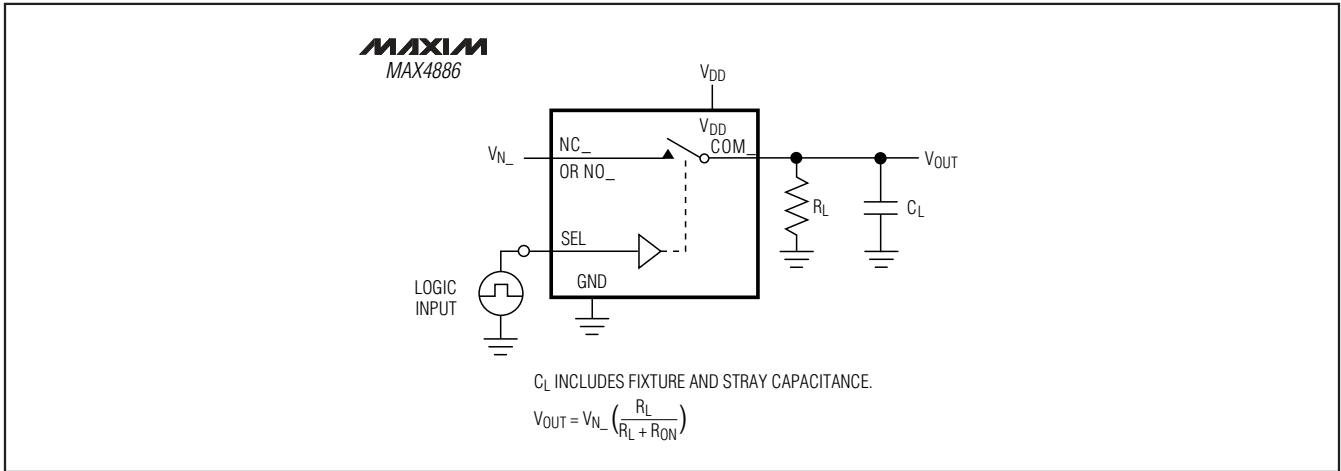 MAXIM
MAX4886
VDD
VDD
VN_
NC_
COM_
VOUT
OR NO_
RL
CL
SEL
LOGIC
INPUT
GND
CL INCLUDES FIXTURE AND STRAY CAPACITANCE.
VOUT = VN_ (RL / RL + RON)